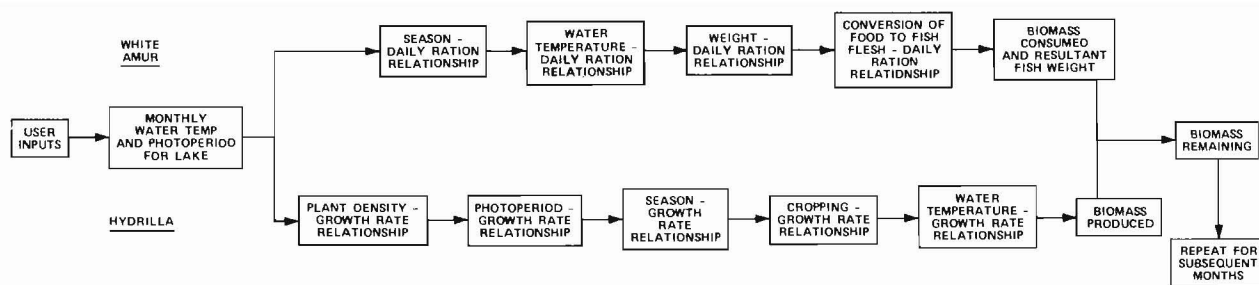 WHITE
AMUR
SEASON -
DAILY RATION
RELATIONSHIP
WATER
TEMPERATURE -
DAILY RATION
RELATIONSHIP
WEIGHT -
DAILY RATION
RELATIONSHIP
CONVERSION OF
FOOD TO FISH
FLESH - DAILY
RATION
RELATIDNSHIP
BIOMASS
CONSUMED
AND RESULTANT
FISH WEIGHT
USER
INPUTS
MONTHLY
WATER TEMP
AND PHOTOPERIOD
FOR LAKE
BIOMASS
REMAINING
HYDRILLA
PLANT DENSITY -
GROWTH RATE
RELATIONSHIP
PHOTOPERIOD -
GROWTH RATE
RELATIONSHIP
SEASON -
GROWTH
RATE
RELATIONSHIP
CROPPING -
GROWTH RATE
RELATIONSHIP
WATER
TEMPERATURE -
GROWTH RATE
RELATIONSHIP
BIOMASS
PRODUCED
REPEAT FOR
SUBSEQUENT
MONTHS